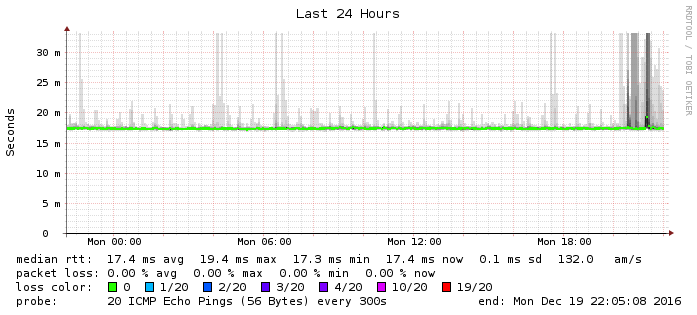 Last 24 Hours
RRDTOOL / TOBI OETIKER
Seconds
30 m
25 m
20 m
15 m
10 m
5 m
0
Mon 00:00 Mon 06:00 Mon 12:00 Mon 18:00
median rtt: 17.4 ms avg 19.4 ms max 17.3 ms min 17.4 ms now 0.1 ms sd 132.0 am/s
packet loss: 0.00 % avg 0.00 % max 0.00 % min 0.00 % now
loss color: 0 1/20 2/20 3/20 4/20 10/20 19/20
probe: 20 ICMP Echo Pings (56 Bytes) every 300s end: Mon Dec 19 22:05:08 2016